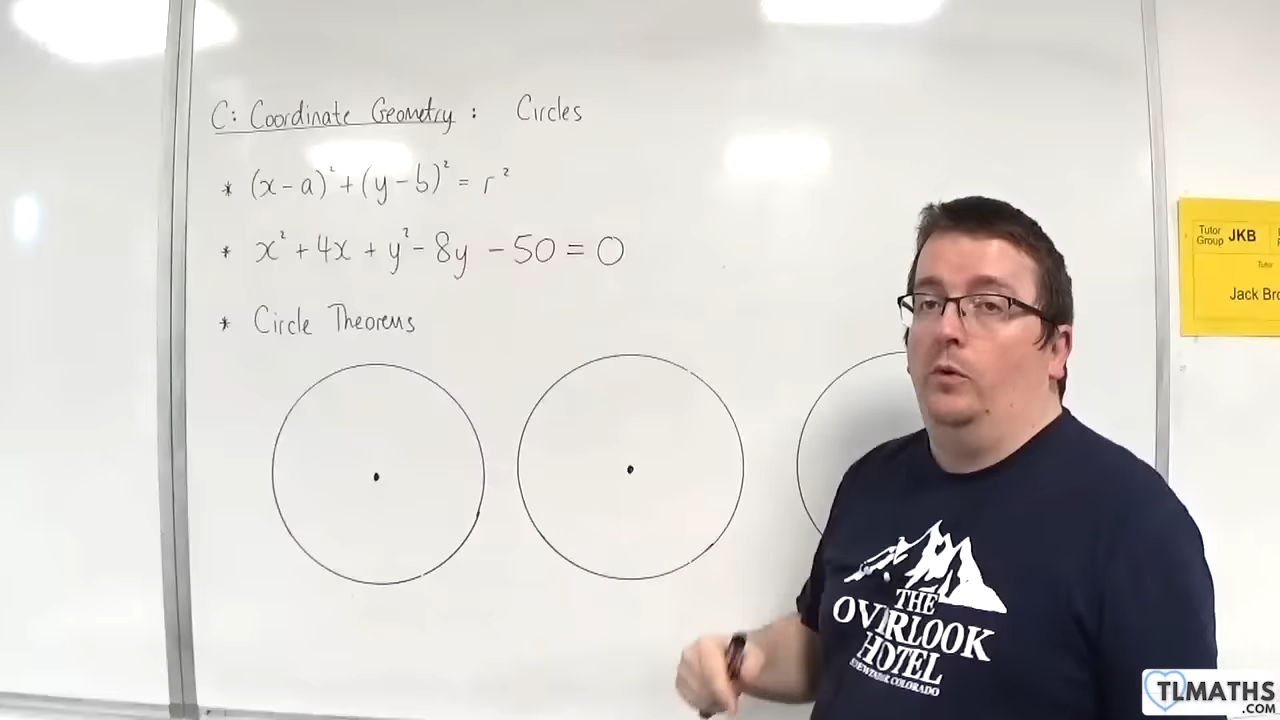 C: Coordinate Geometry : Circles
* (x-a)² + (y-b)² = r²
* x² + 4x + y² - 8y - 50 = 0
* Circle Theorems
Tutor
Group JKB
Tutor
Jack
THE
OVERLOOK
HOTEL
COLORADO
TLMATHS
.COM